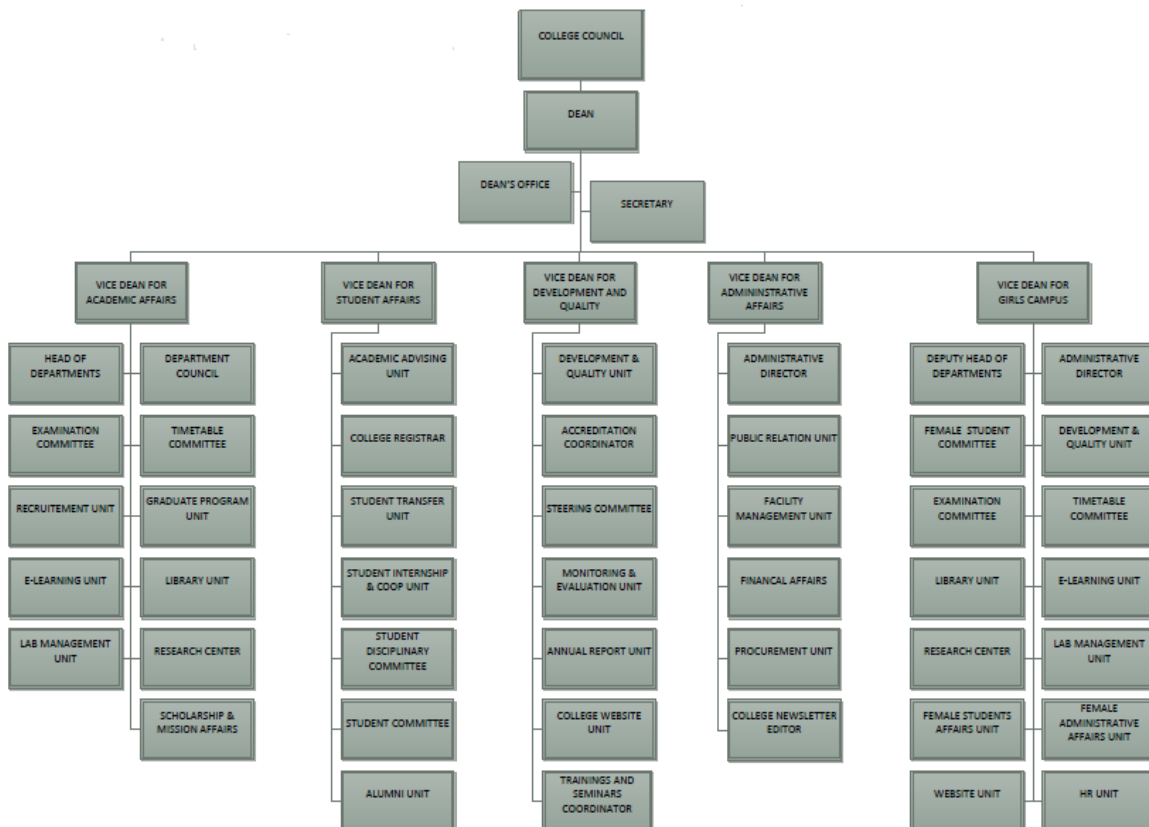 COLLEGE COUNCIL
DEAN
DEAN'S OFFICE
SECRETARY
VICE DEAN FOR
ACADEMIC AFFAIRS
VICE DEAN FOR
STUDENT AFFAIRS
VICE DEAN FOR
DEVELOPMENT AND
QUALITY
VICE DEAN FOR
ADMININSTRATIVE
AFFAIRS
VICE DEAN FOR
GIRLS CAMPUS
HEAD OF
DEPARTMENTS
DEPARTMENT
COUNCIL
EXAMINATION
COMMITTEE
TIMETABLE
COMMITTEE
RECRUITEMENT UNIT
GRADUATE PROGRAM
UNIT
E-LEARNING UNIT
LIBRARY UNIT
LAB MANAGEMENT
UNIT
RESEARCH CENTER
SCHOLARSHIP &
MISSION AFFAIRS
ACADEMIC ADVISING
UNIT
COLLEGE REGISTRAR
STUDENT TRANSFER
UNIT
STUDENT INTERNSHIP
& COOP UNIT
STUDENT
DISCIPLINARY
COMMITTEE
STUDENT COMMITTEE
ALUMNI UNIT
DEVELOPMENT &
QUALITY UNIT
ACCREDITATION
COORDINATOR
STEERING COMMITTEE
MONITORING &
EVALUATION UNIT
ANNUAL REPORT UNIT
COLLEGE WEBSITE
UNIT
TRAININGS AND
SEMINARS
COORDINATOR
ADMINISTRATIVE
DIRECTOR
PUBLIC RELATION UNIT
FACILITY
MANAGEMENT UNIT
FINANCAL AFFAIRS
PROCUREMENT UNIT
COLLEGE NEWSLETTER
EDITOR
DEPUTY HEAD OF
DEPARTMENTS
ADMINISTRATIVE
DIRECTOR
FEMALE STUDENT
COMMITTEE
DEVELOPMENT &
QUALITY UNIT
EXAMINATION
COMMITTEE
TIMETABLE
COMMITTEE
LIBRARY UNIT
E-LEARNING UNIT
RESEARCH CENTER
LAB MANAGEMENT
UNIT
FEMALE STUDENTS
AFFAIRS UNIT
FEMALE
ADMINISTRATIVE
AFFAIRS UNIT
WEBSITE UNIT
HR UNIT